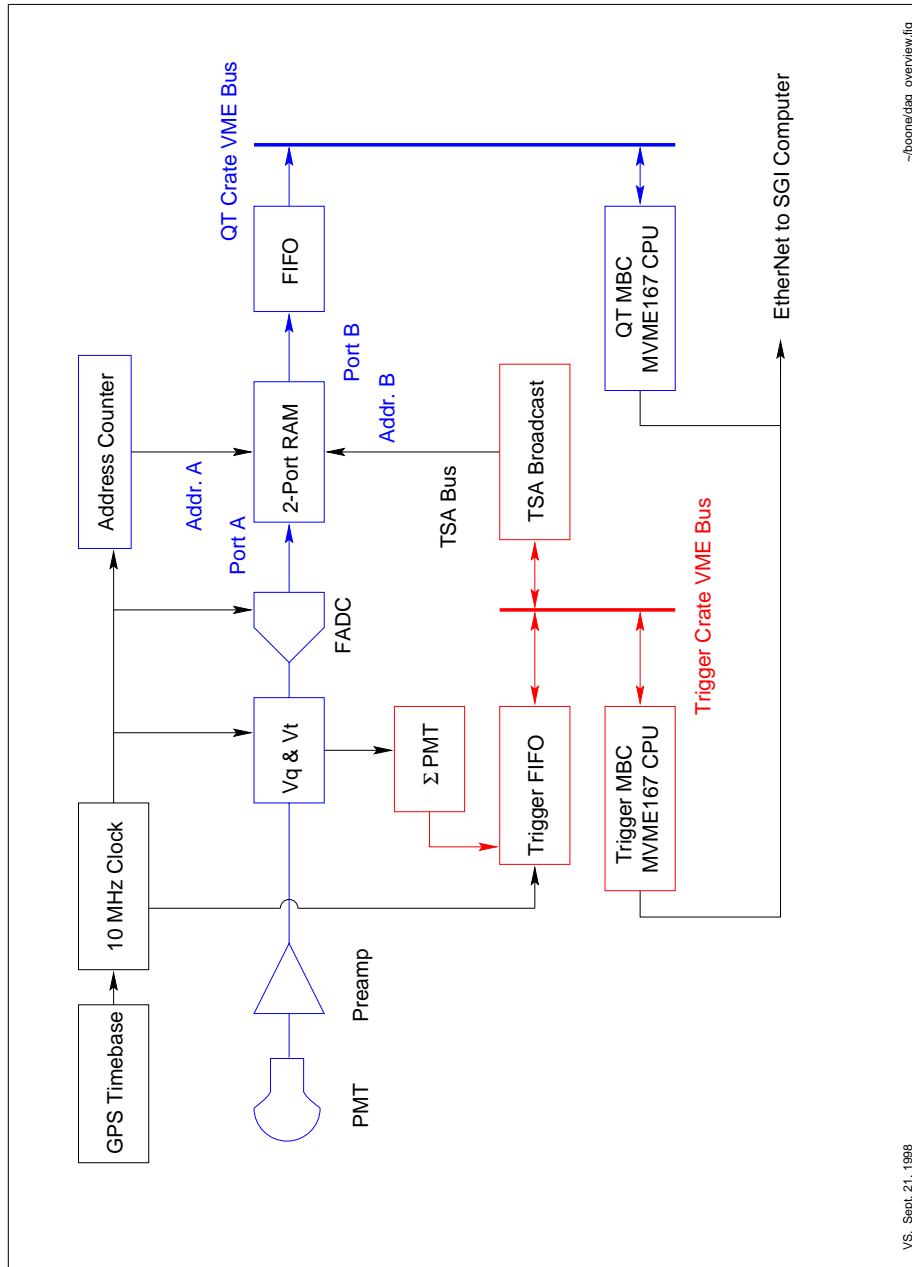 ~/boone/daq_overview.fig
QT Crate VME Bus
Address Counter
Addr. A
Port A
2-Port RAM
Port B
FIFO
Addr. B
GPS Timebase
10 MHz Clock
Vq & Vt
FADC
PMT
Preamp
Σ PMT
TSA Bus
Trigger FIFO
TSA Broadcast
Trigger MBC
MVME167 CPU
Trigger Crate VME Bus
QT MBC
MVME167 CPU
EtherNet to SGI Computer
VS. Sept. 21, 1998